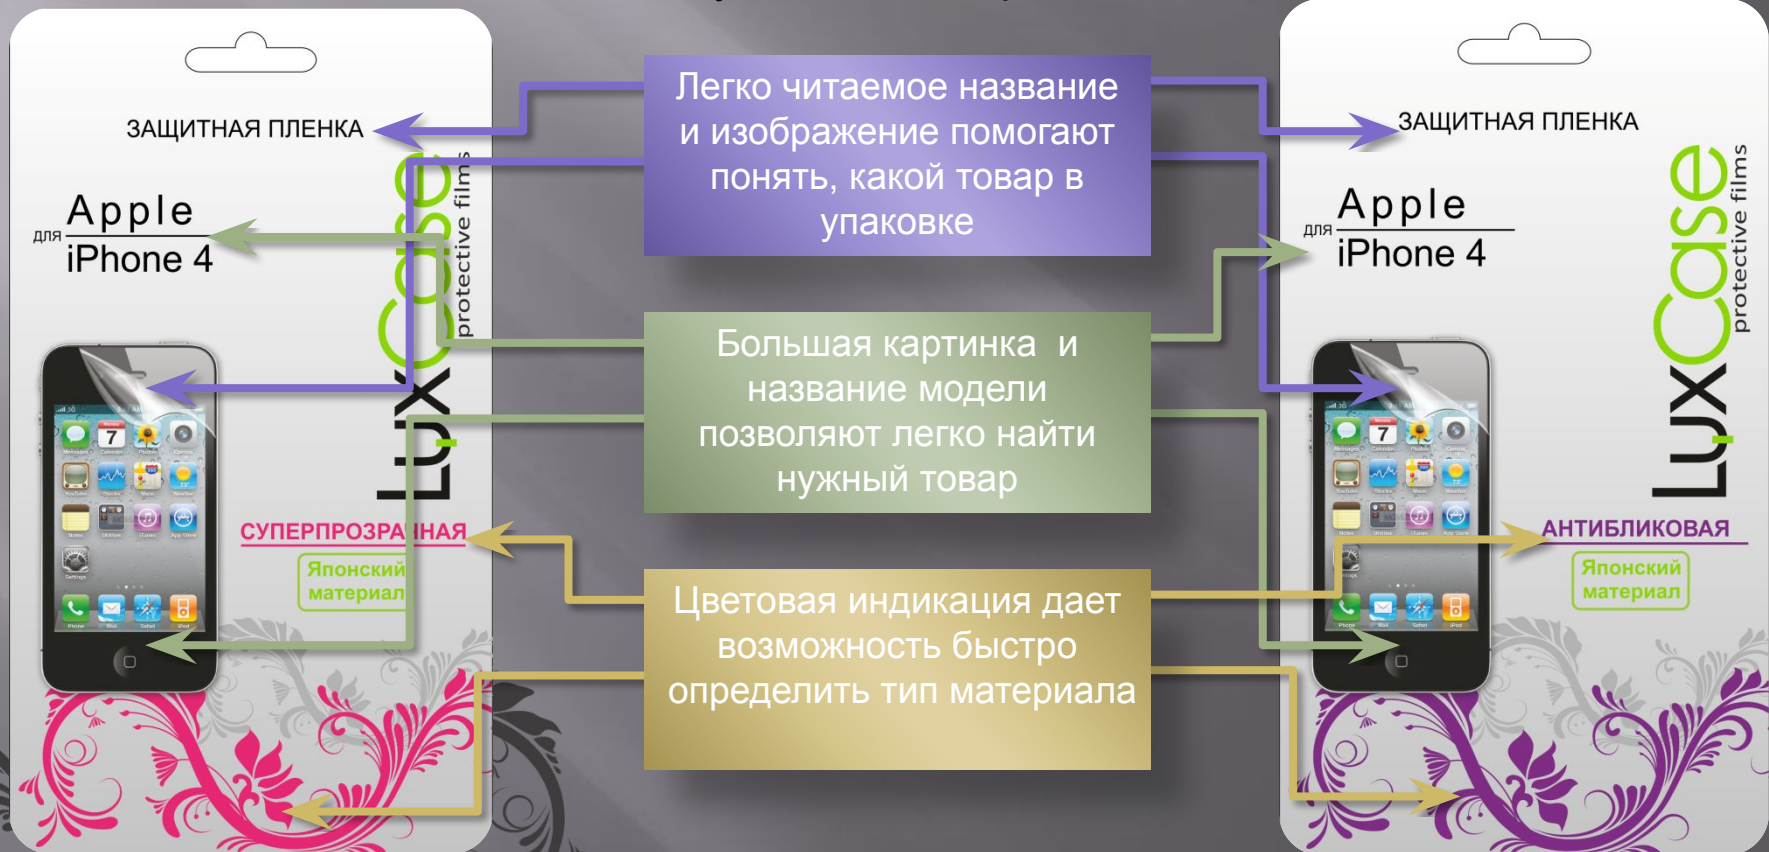 ЗАЩИТНАЯ ПЛЕНКА
для
Apple
iPhone 4
LuxCase
protective films
7
СУПЕРПРОЗРАЧНАЯ
Японский
материал
Легко читаемое название
и изображение помогают
понять, какой товар в
упаковке
Большая картинка и
название модели
позволяют легко найти
нужный товар
Цветовая индикация дает
возможность быстро
определить тип материала
ЗАЩИТНАЯ ПЛЕНКА
для
Apple
iPhone 4
LuxCase
protective films
7
АНТИБЛИКОВАЯ
Японский
материал